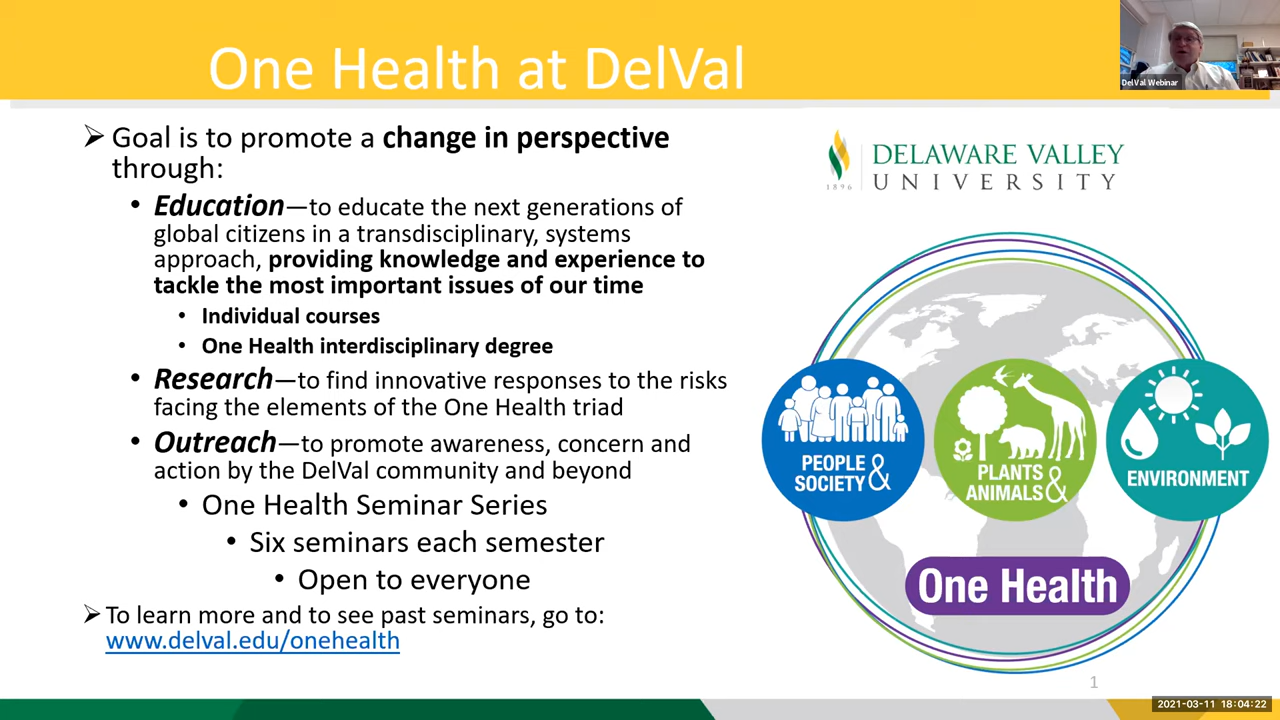 One Health at DelVal
DelVal Webinar
➢ Goal is to promote a change in perspective
through:
• Education—to educate the next generations of
global citizens in a transdisciplinary, systems
approach, providing knowledge and experience to
tackle the most important issues of our time
• Individual courses
• One Health interdisciplinary degree
• Research—to find innovative responses to the risks
facing the elements of the One Health triad
• Outreach—to promote awareness, concern and
action by the DelVal community and beyond
• One Health Seminar Series
• Six seminars each semester
• Open to everyone
➢ To learn more and to see past seminars, go to:
www.delval.edu/onehealth
1896
DELAWARE VALLEY
UNIVERSITY
PEOPLE &
SOCIETY
PLANTS &
ANIMALS
ENVIRONMENT
One Health
1
2021-03-11 18:04:22